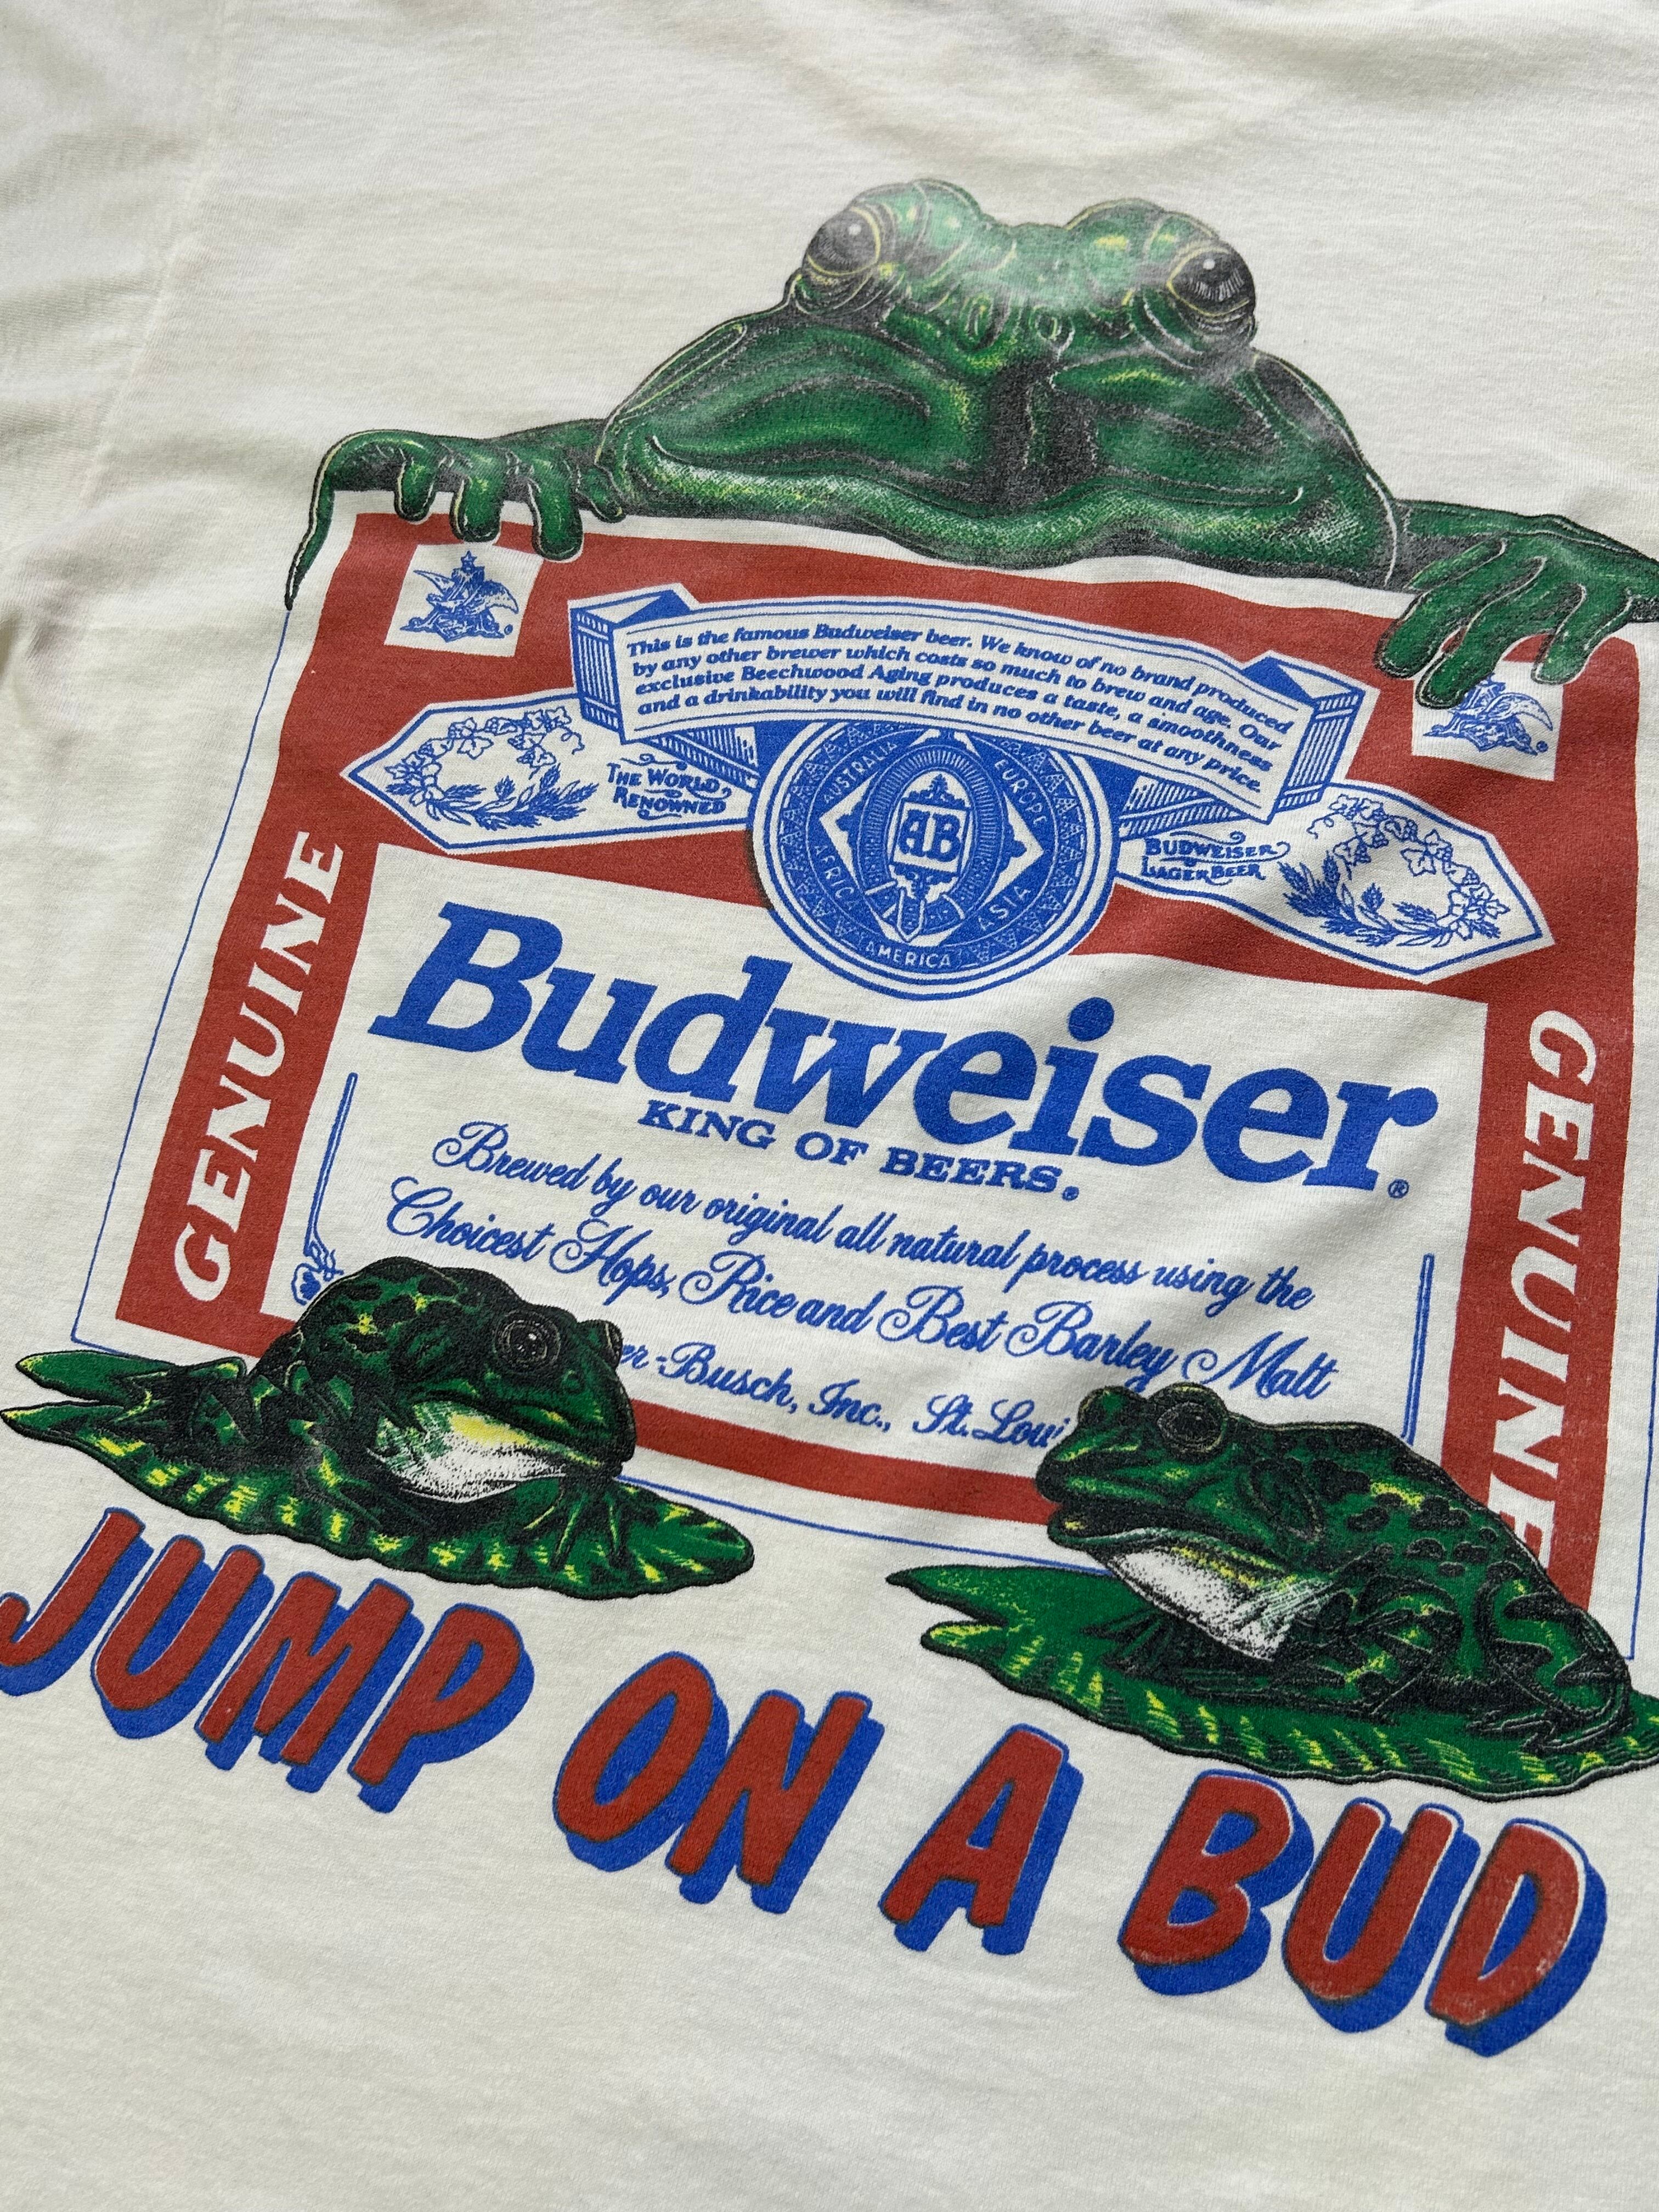 This is the famous Budweiser beer. We know of no brand produced
by any other brewer which costs so much to brew and age. Our
exclusive Beechwood Aging produces a taste, a smoothness
and a drinkability you will find in no other beer at any price.
THE WORLD
RENOWNED
BUDWEISER
LAGER BEER
AUSTRALIA
EUROPE
AFRICA
ASIA
AMERICA
AB
GENUINE
GENUINE
Budweiser®
KING OF BEERS.®
Brewed by our original all natural process using the
Choicest Hops, Rice and Best Barley Malt
er-Busch, Inc., St. Loui
JUMP ON A BUD